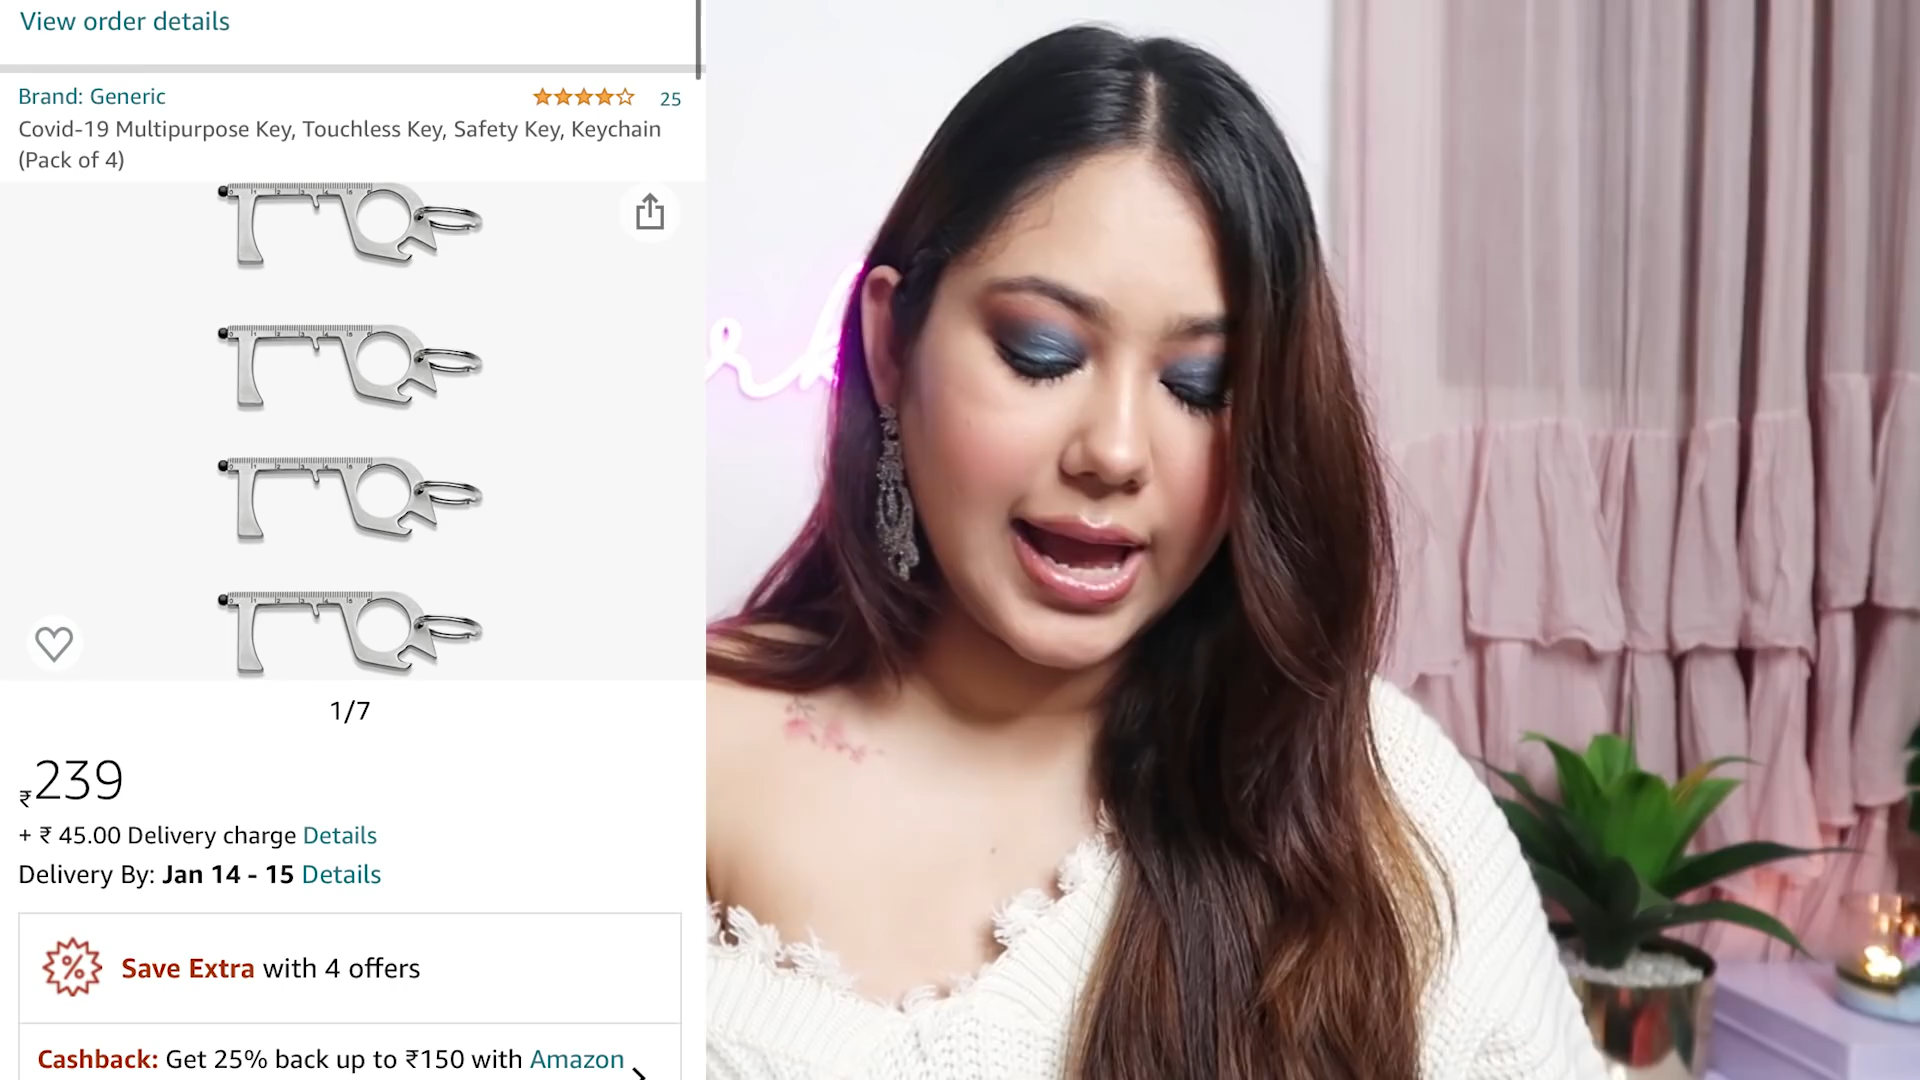 View order details
Brand: Generic
25
Covid-19 Multipurpose Key, Touchless Key, Safety Key, Keychain
(Pack of 4)
1/7
₹239
+ ₹ 45.00 Delivery charge Details
Delivery By: Jan 14 - 15 Details
Save Extra with 4 offers
Cashback: Get 25% back up to ₹150 with Amazon